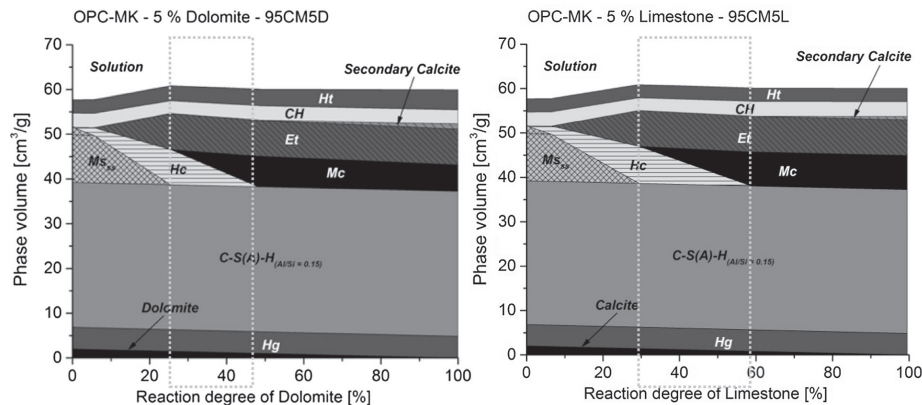 OPC-MK - 5 % Dolomite - 95CM5D
Phase volume [cm³/g]
70
60
50
40
30
20
10
0
Solution
Secondary Calcite
Ht
CH
Et
Ms_ss
Hc
Mc
C-S(A)-H (Al/Si = 0.15)
Dolomite
Hg
0 20 40 60 80 100
Reaction degree of Dolomite [%]
OPC-MK - 5 % Limestone - 95CM5L
Phase volume [cm³/g]
70
60
50
40
30
20
10
0
Solution
Secondary Calcite
Ht
CH
Et
Ms_ss
Hc
Mc
C-S(A)-H (Al/Si = 0.15)
Calcite
Hg
0 20 40 60 80 100
Reaction degree of Limestone [%]